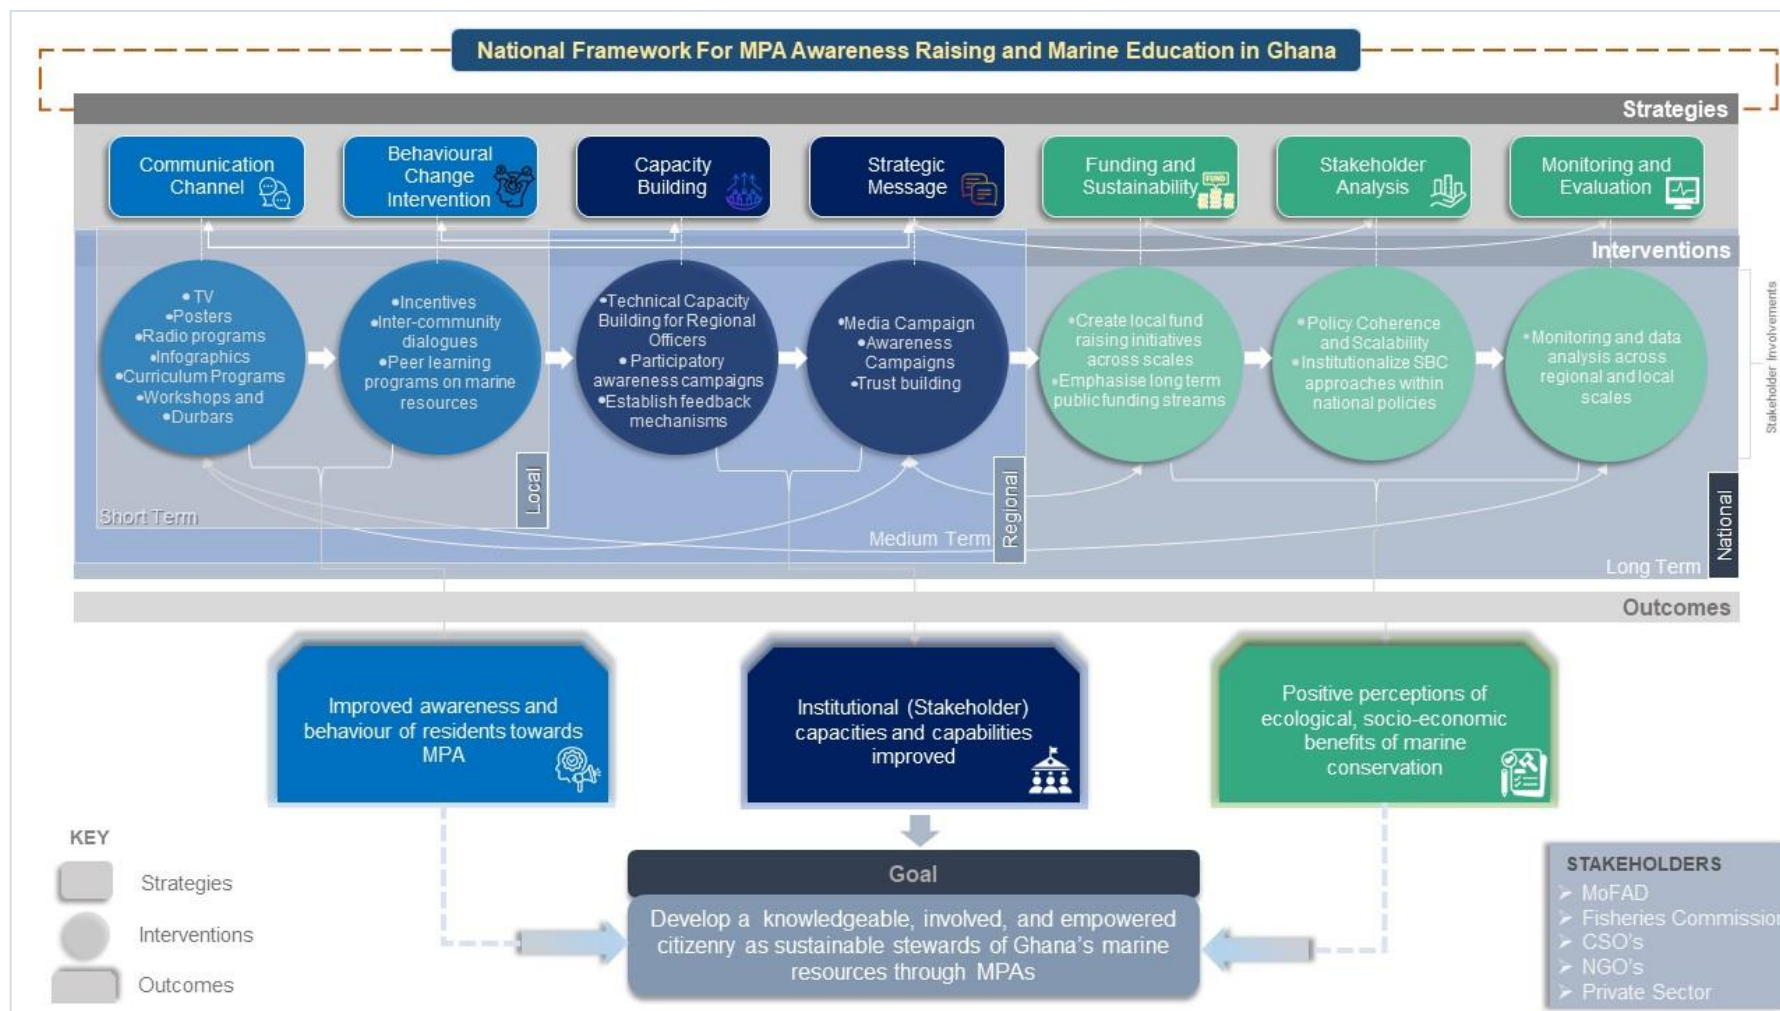 National Framework For MPA Awareness Raising and Marine Education in Ghana
Strategies
Communication
Channel
Behavioural
Change
Intervention
Capacity
Building
Strategic
Message
Funding and
Sustainability
FUND
Stakeholder
Analysis
Monitoring and
Evaluation
Interventions
•TV
•Posters
•Radio programs
•Infographics
•Curriculum Programs
•Workshops and
•Durbars
•Incentives
•Inter-community
dialogues
•Peer learning
programs on marine
resources
•Technical Capacity
Building for Regional
Officers
•Participatory
awareness campaigns
•Establish feedback
mechanisms
•Media Campaign
•Awareness
Campaigns
•Trust building
•Create local fund
raising initiatives
across scales
•Emphasise long term
public funding streams
•Policy Coherence
and Scalability
•Institutionalize SBC
approaches within
national policies
•Monitoring and data
analysis across
regional and local
scales
Stakeholder Involvements
Local
Short Term
Regional
Medium Term
National
Long Term
Outcomes
Improved awareness and
behaviour of residents towards
MPA
Institutional (Stakeholder)
capacities and capabilities
improved
Positive perceptions of
ecological, socio-economic
benefits of marine
conservation
KEY
Strategies
Interventions
Outcomes
Goal
Develop a knowledgeable, involved, and empowered
citizenry as sustainable stewards of Ghana's marine
resources through MPAs
STAKEHOLDERS
➢ MoFAD
➢ Fisheries Commission
➢ CSO's
➢ NGO's
➢ Private Sector